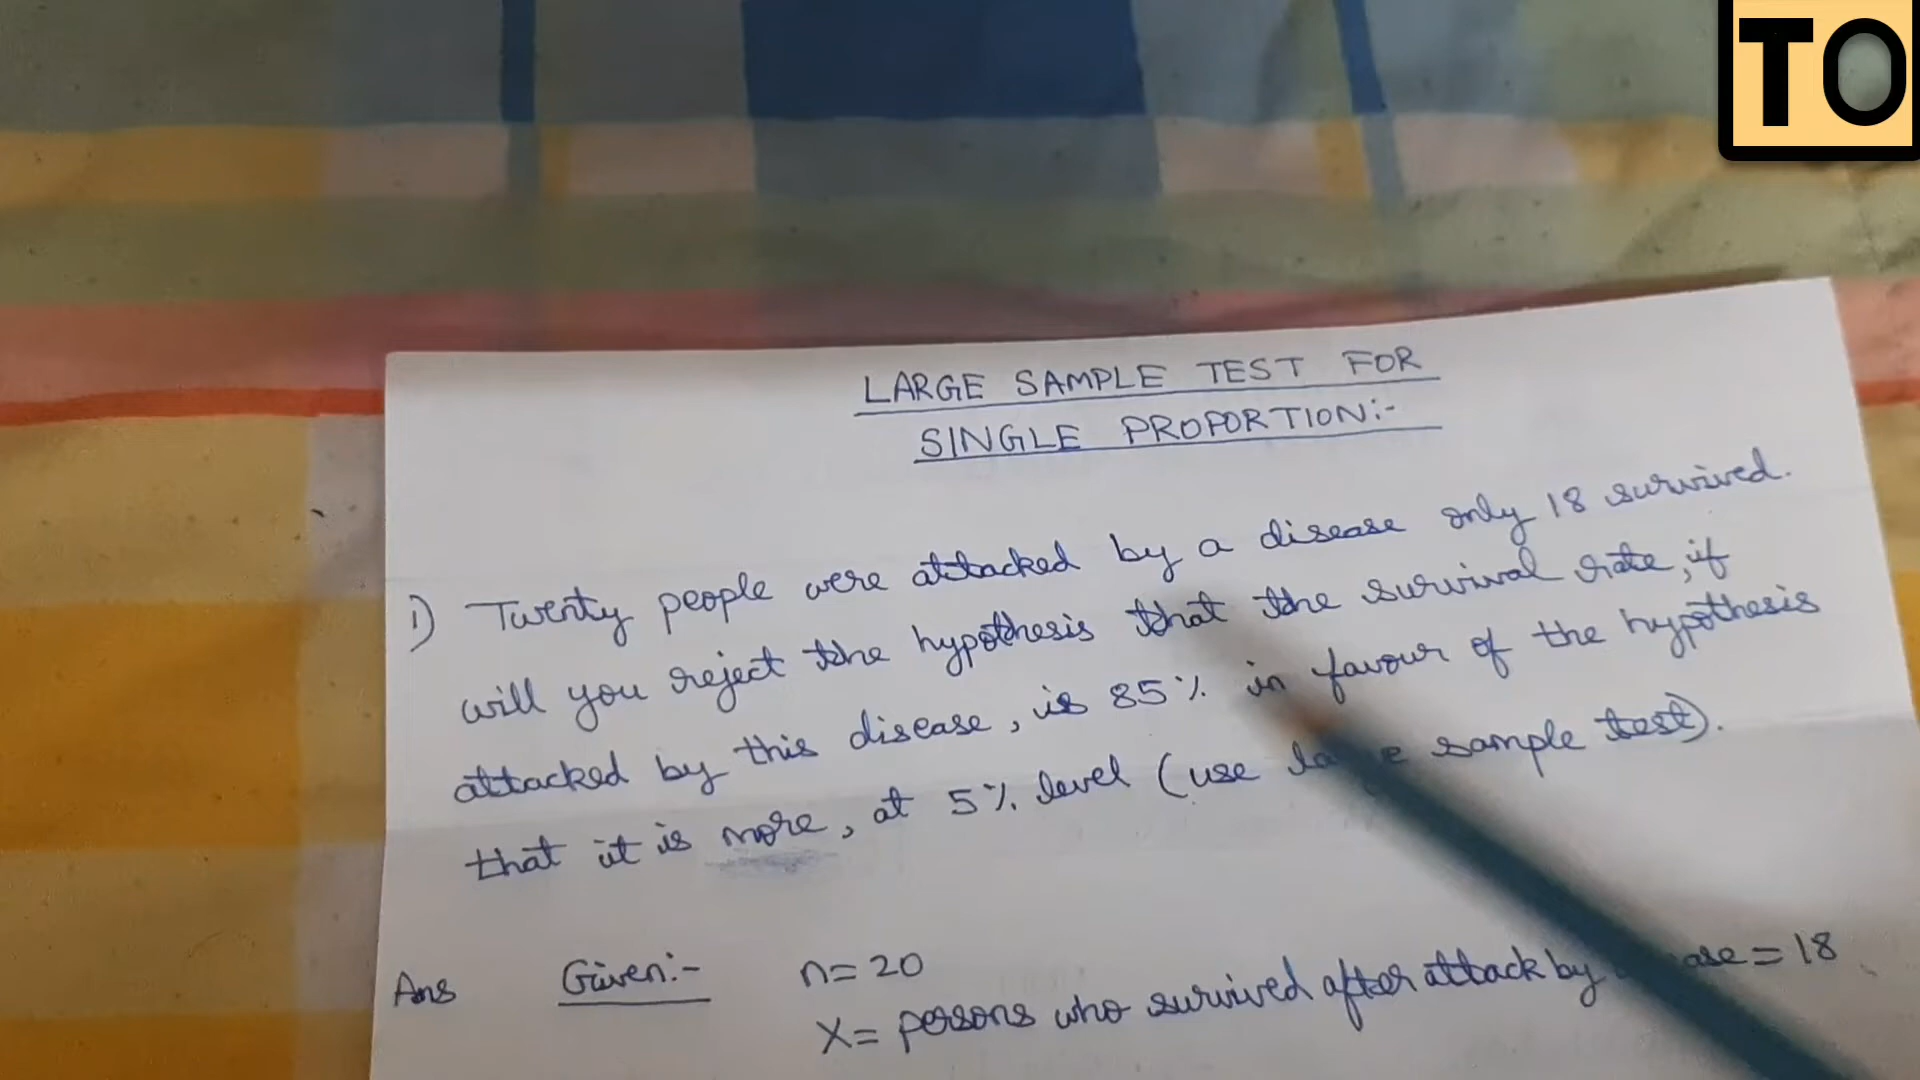 TO
LARGE SAMPLE TEST FOR
SINGLE PROPORTION:-
1) Twenty people were attacked by a disease only 18 survived.
will you reject the hypothesis that the survival rate, if
attacked by this disease, is 85% in favour of the hypothesis
that it is more, at 5% level (use sample test).
Ans Given:- n=20
X= persons who survived after attack by = 18